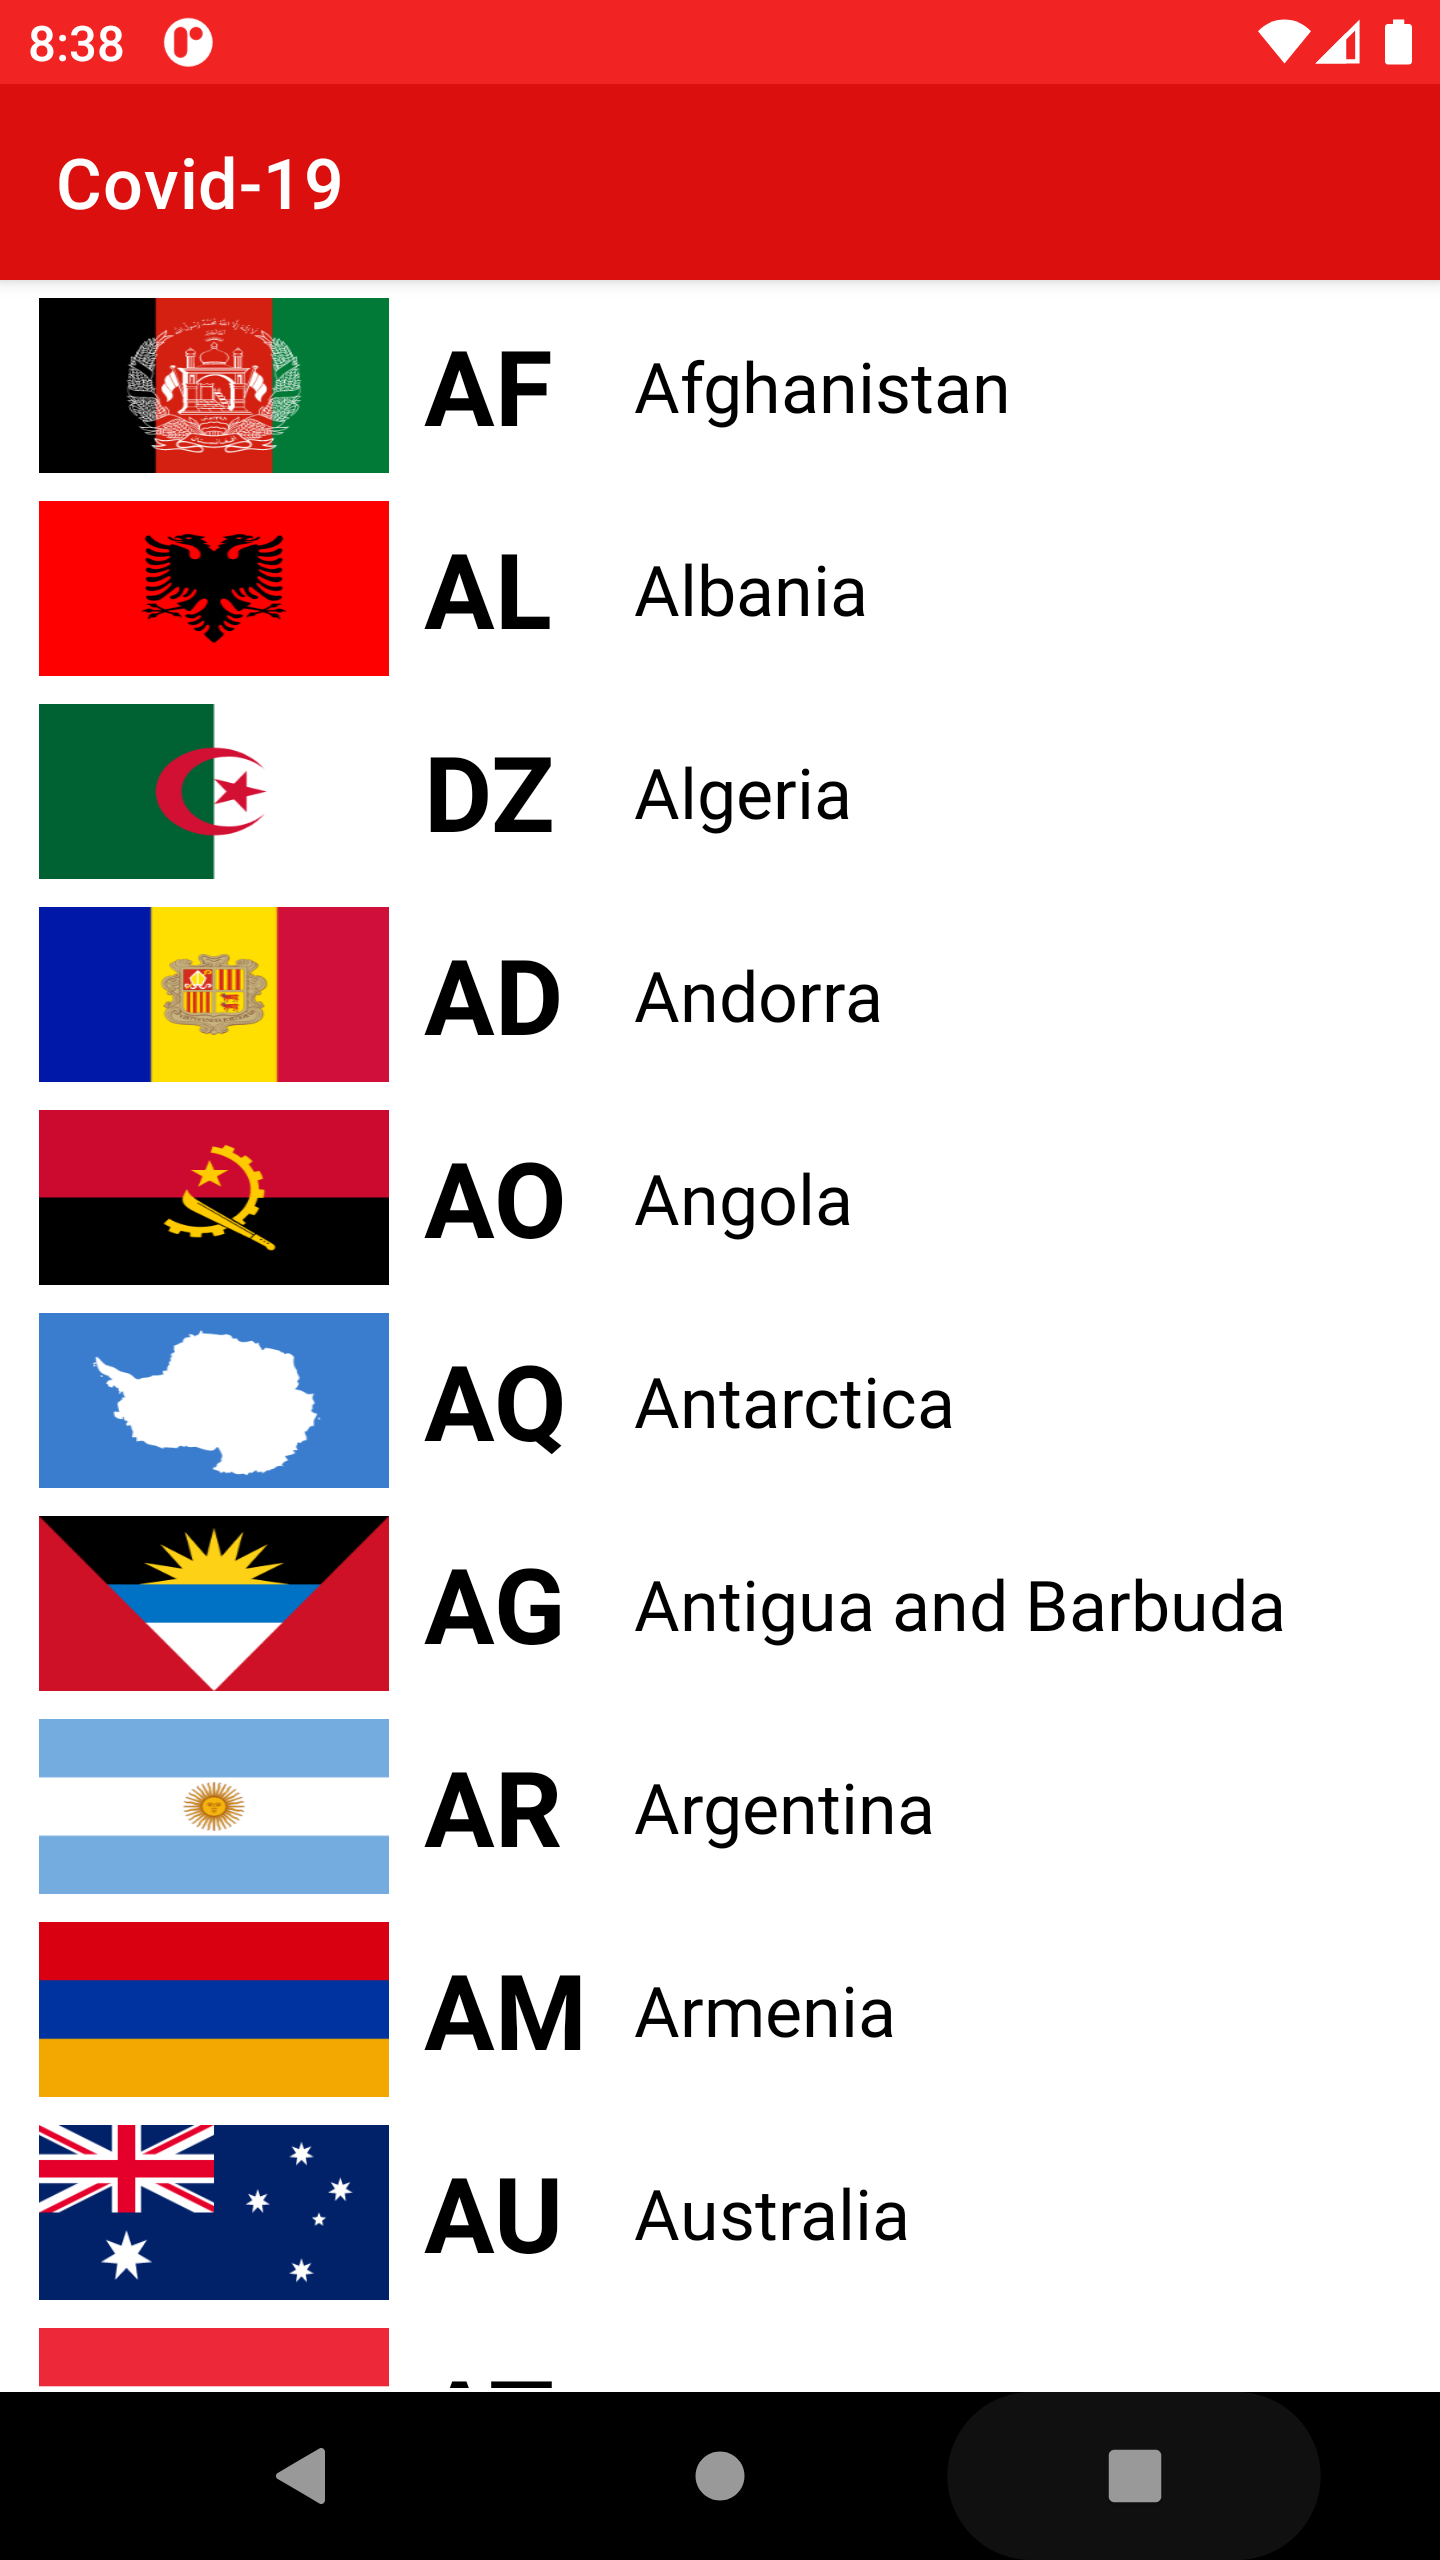 8:38
Covid-19
AF Afghanistan
AL Albania
DZ Algeria
AD Andorra
AO Angola
AQ Antarctica
AG Antigua and Barbuda
AR Argentina
AM Armenia
AU Australia